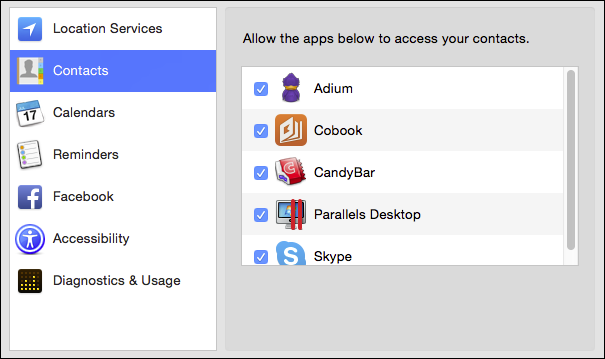 Location Services
Contacts
17
Calendars
Reminders
Facebook
Accessibility
Diagnostics & Usage
Allow the apps below to access your contacts.
Adium
Cobook
CandyBar
Parallels Desktop
Skype